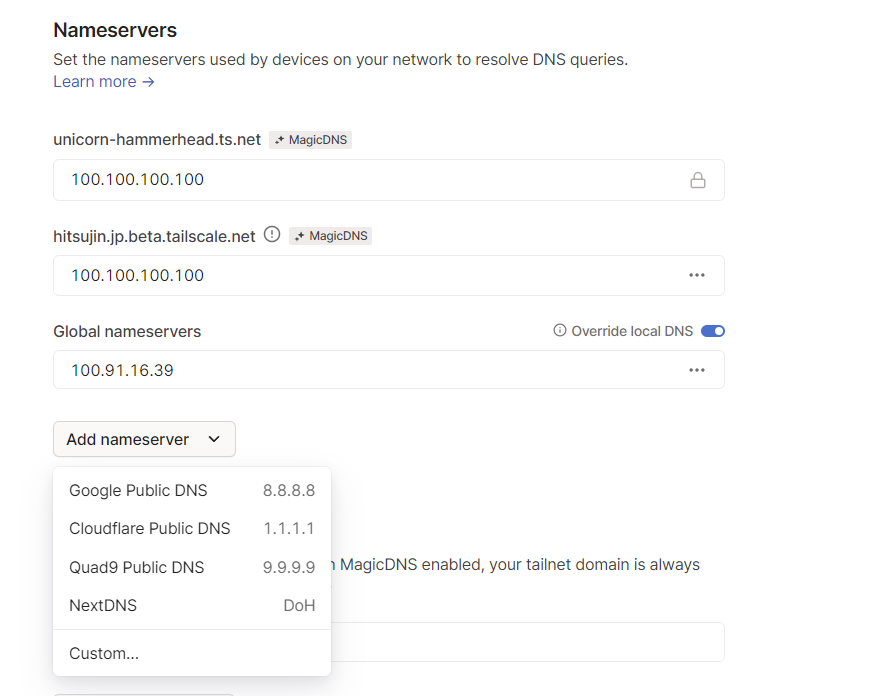 Nameservers
Set the nameservers used by devices on your network to resolve DNS queries.
Learn more →
unicorn-hammerhead.ts.net MagicDNS
100.100.100.100
hitsujin.jp.beta.tailscale.net MagicDNS
100.100.100.100
Global nameservers Override local DNS
100.91.16.39
Add nameserver
Google Public DNS 8.8.8.8
Cloudflare Public DNS 1.1.1.1
MagicDNS enabled, your tailnet domain is always
Quad9 Public DNS 9.9.9.9
NextDNS DoH
Custom...